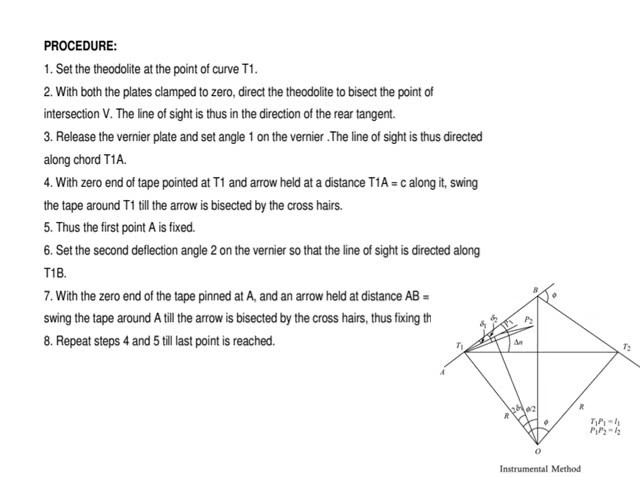 PROCEDURE:
1. Set the theodolite at the point of curve T1.
2. With both the plates clamped to zero, direct the theodolite to bisect the point of
intersection V. The line of sight is thus in the direction of the rear tangent.
3. Release the vernier plate and set angle 1 on the vernier .The line of sight is thus directed
along chord T1A.
4. With zero end of tape pointed at T1 and arrow held at a distance T1A = c along it, swing
the tape around T1 till the arrow is bisected by the cross hairs.
5. Thus the first point A is fixed.
6. Set the second deflection angle 2 on the vernier so that the line of sight is directed along
T1B.
7. With the zero end of the tape pinned at A, and an arrow held at distance AB =
swing the tape around A till the arrow is bisected by the cross hairs, thus fixing th
8. Repeat steps 4 and 5 till last point is reached.
B
ϕ
δ₁ δ₂ P₁ P₂
T₁ Δn T₂
A
R 2δ₁ ϕ/2 ϕ R
T₁P₁ = l₁
P₁P₂ = l₂
O
Instrumental Method